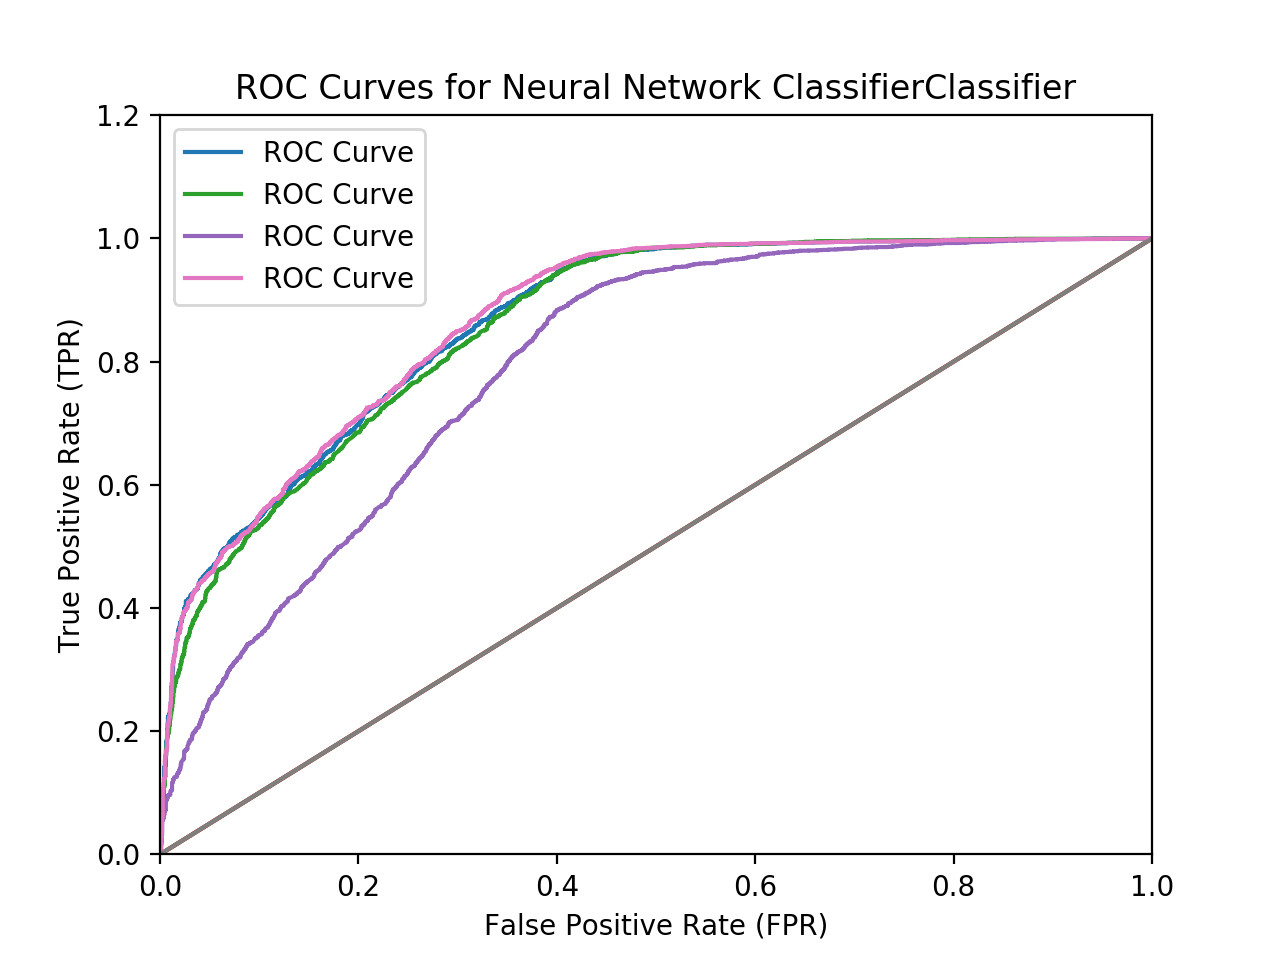 ROC Curves for Neural Network ClassifierClassifier
1.2
1.0
0.8
0.6
0.4
0.2
0.0
True Positive Rate (TPR)
ROC Curve
ROC Curve
ROC Curve
ROC Curve
0.0 0.2 0.4 0.6 0.8 1.0
False Positive Rate (FPR)